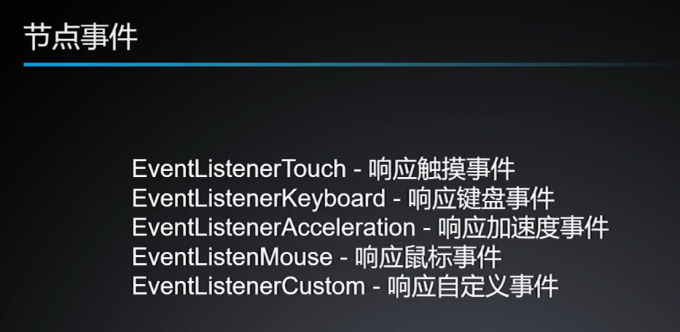 节点事件
EventListenerTouch - 响应触摸事件
EventListenerKeyboard - 响应键盘事件
EventListenerAcceleration - 响应加速度事件
EventListenMouse - 响应鼠标事件
EventListenerCustom - 响应自定义事件